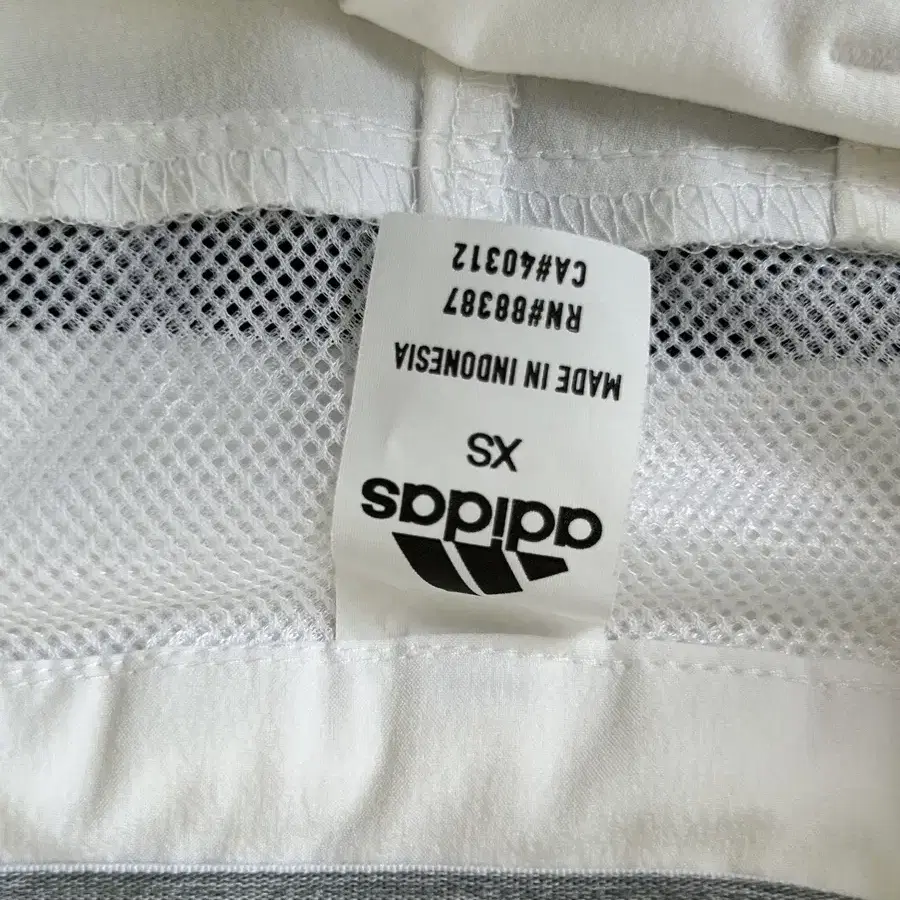 adidas
XS
MADE IN INDONESIA
RN#88387
CA#40312